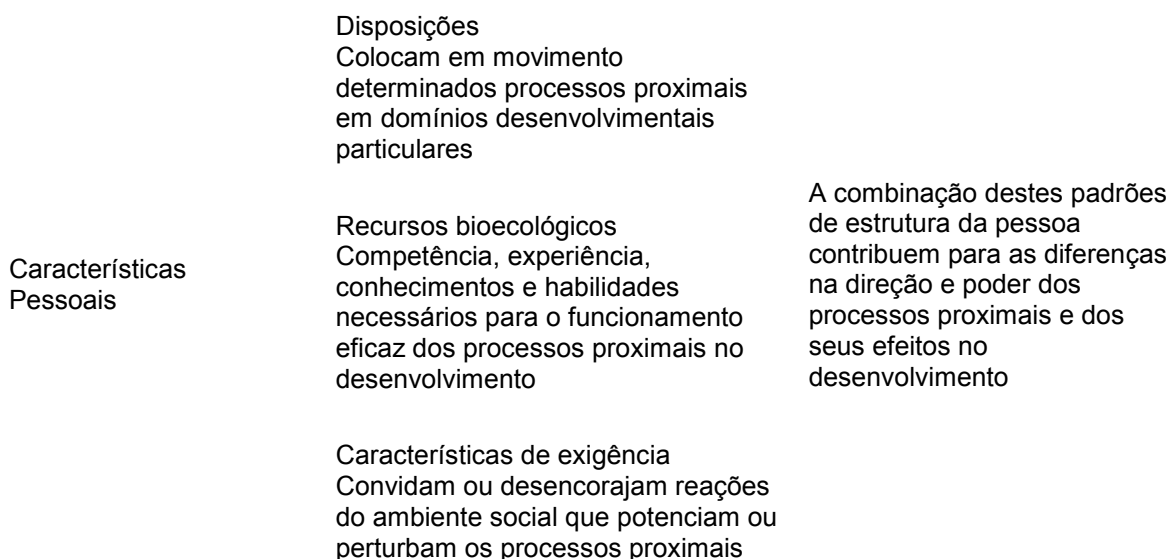 Características
Pessoais
Disposições
Colocam em movimento
determinados processos proximais
em domínios desenvolvimentais
particulares
Recursos bioecológicos
Competência, experiência,
conhecimentos e habilidades
necessários para o funcionamento
eficaz dos processos proximais no
desenvolvimento
Características de exigência
Convidam ou desencorajam reações
do ambiente social que potenciam ou
perturbam os processos proximais
A combinação destes padrões
de estrutura da pessoa
contribuem para as diferenças
na direção e poder dos
processos proximais e dos
seus efeitos no
desenvolvimento